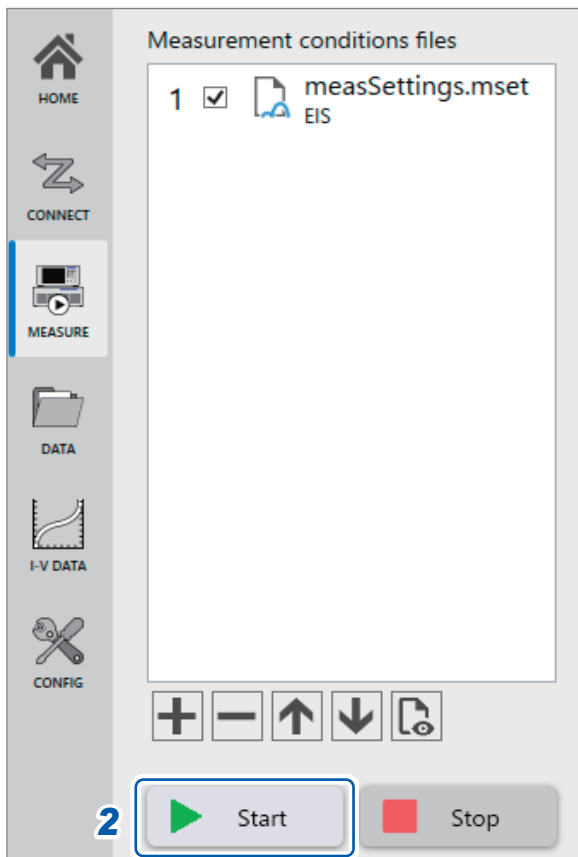 Measurement conditions files
HOME
CONNECT
MEASURE
DATA
I-V DATA
CONFIG
1 measSettings.mset
EIS
2 Start Stop